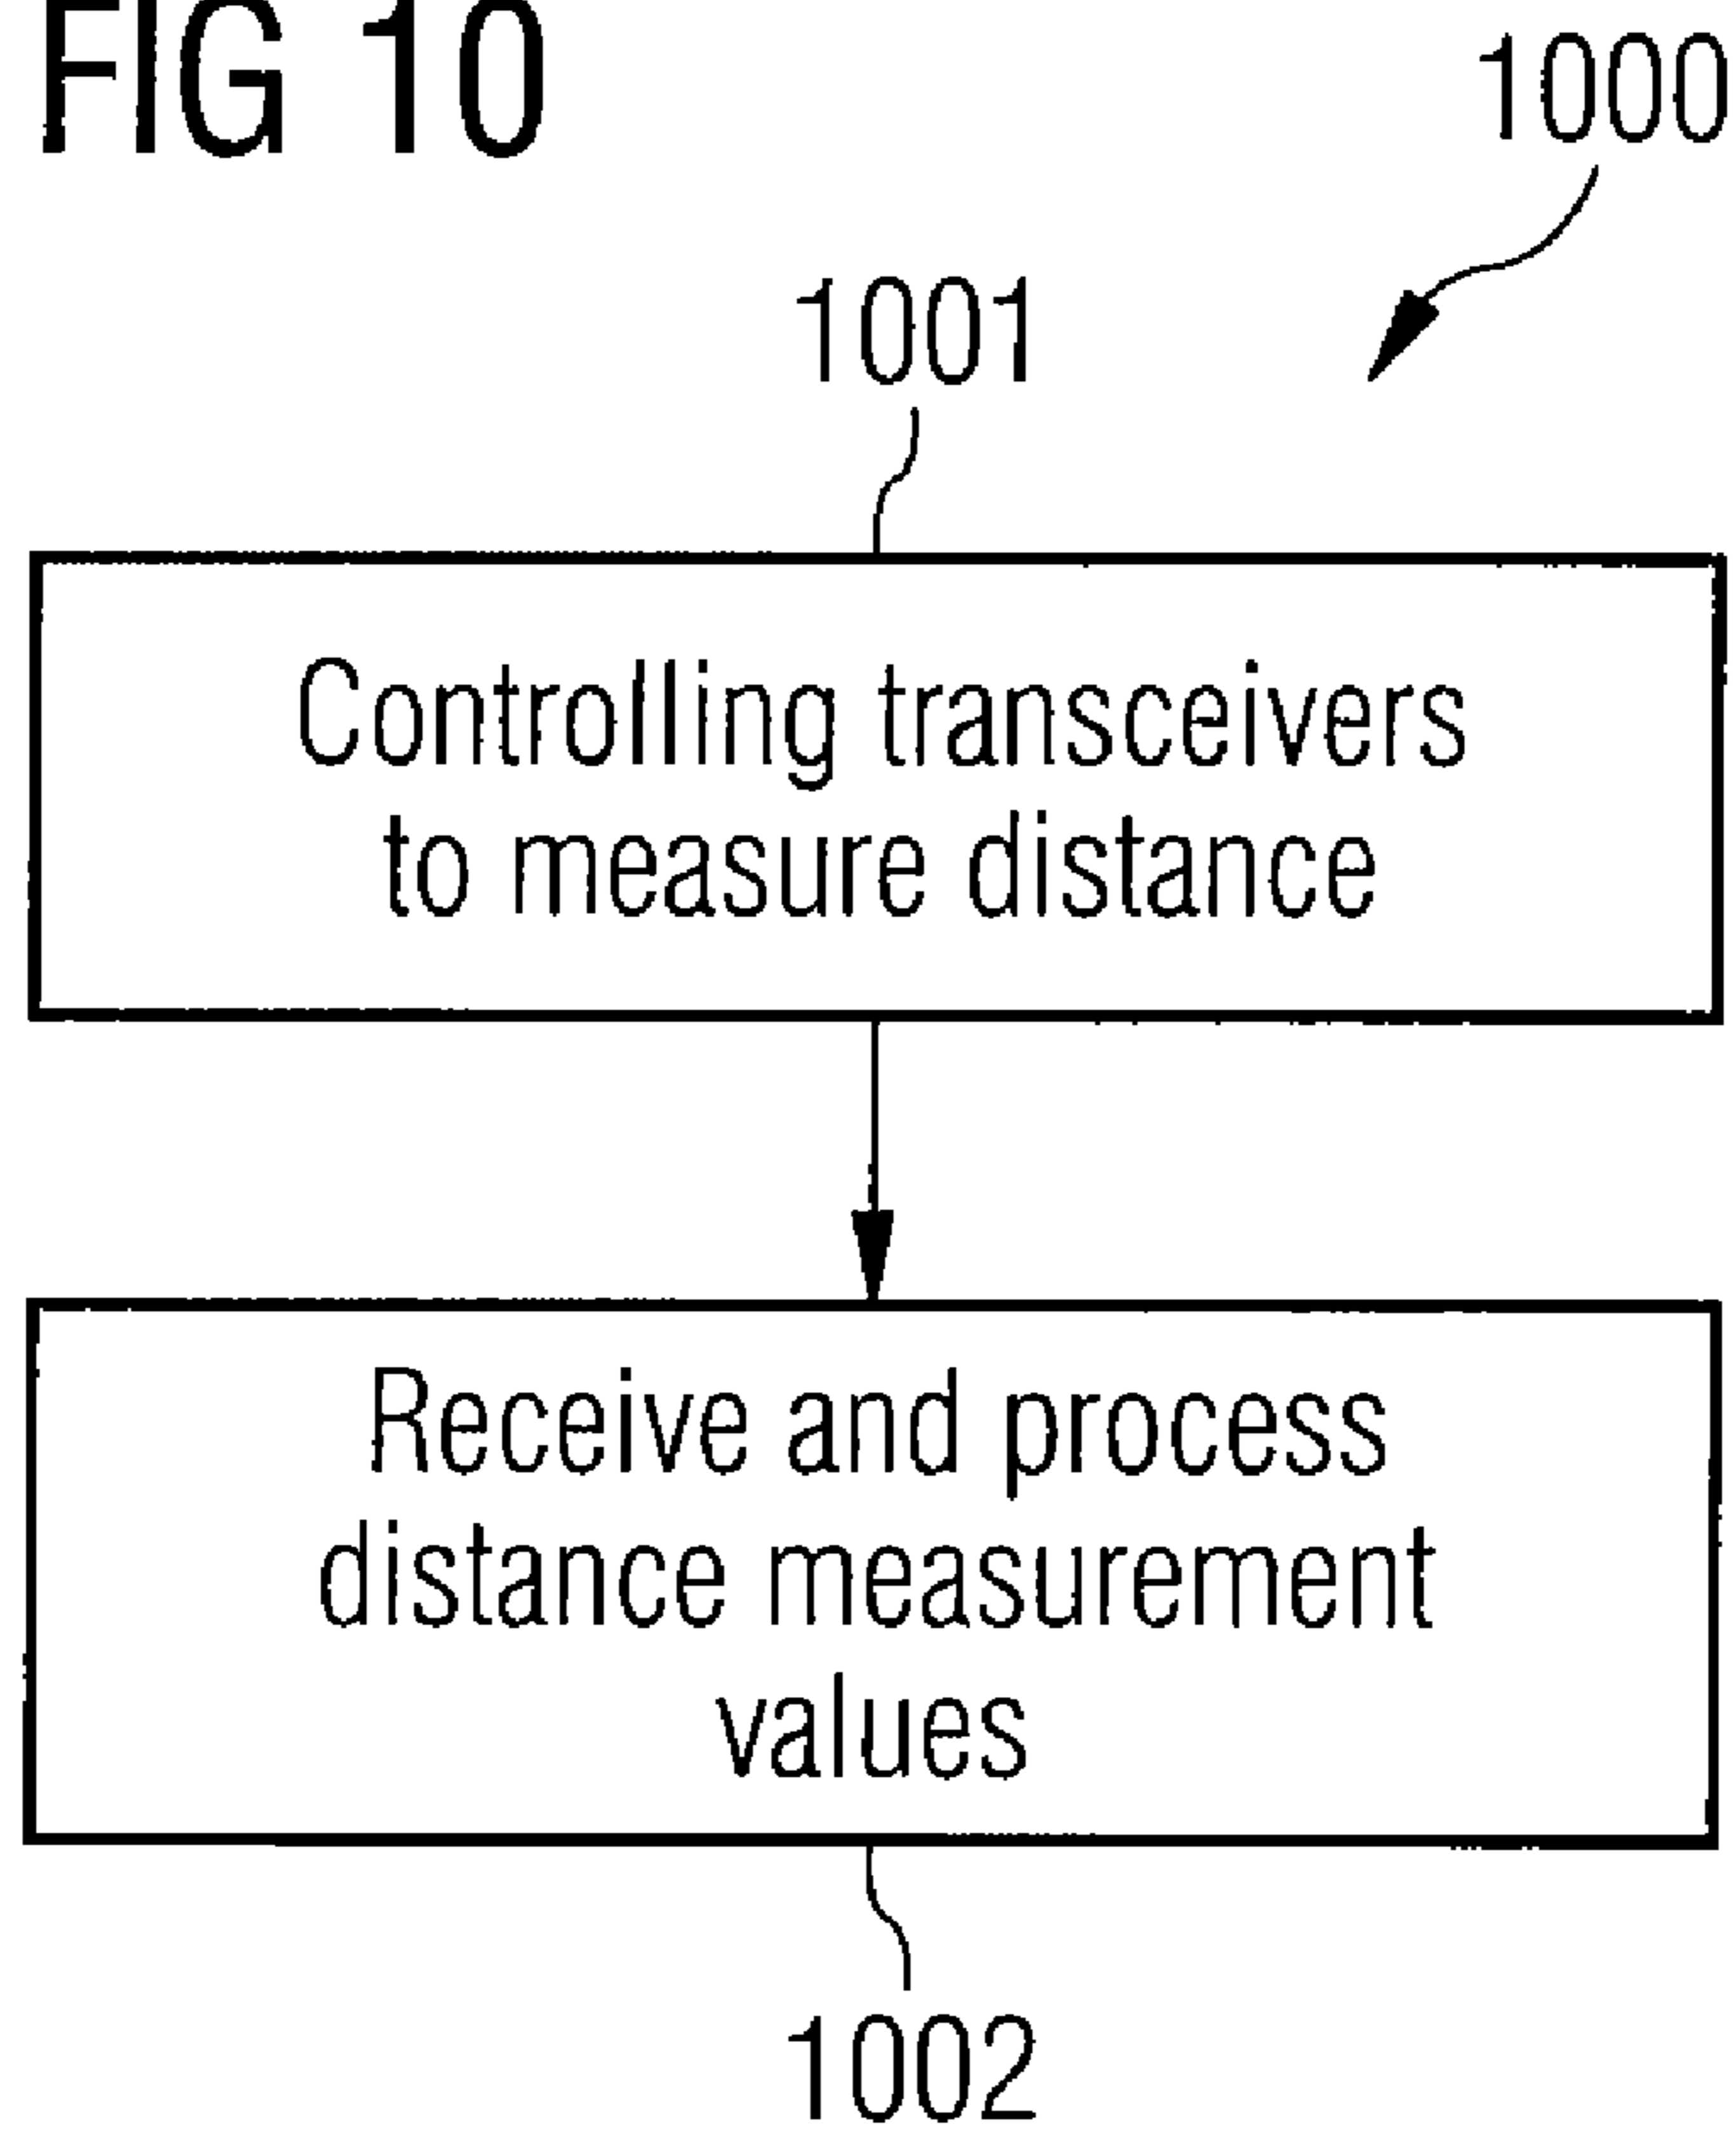 FIG 10
1000
1001
Controlling transceivers
to measure distance
Receive and process
distance measurement
values
1002